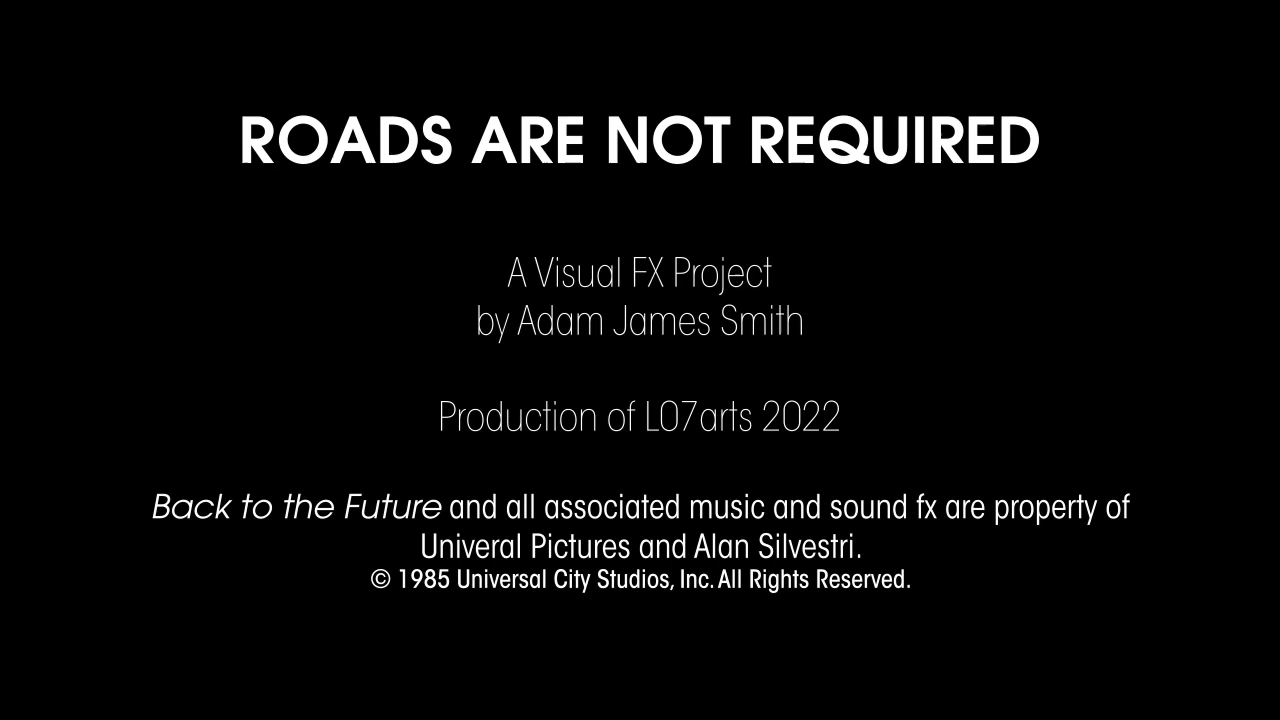 ROADS ARE NOT REQUIRED
A Visual FX Project
by Adam James Smith
Production of L07arts 2022
Back to the Future and all associated music and sound fx are property of
Univeral Pictures and Alan Silvestri.
© 1985 Universal City Studios, Inc. All Rights Reserved.